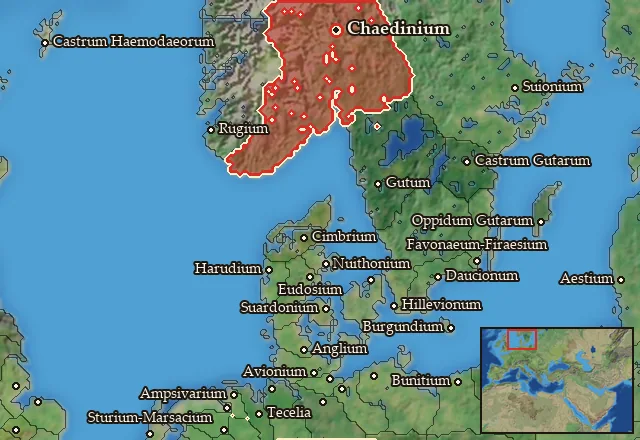 Chaedinium
Castrum Haemodaeorum
Suionium
Rugium
Castrum Gutarum
Gutum
Oppidum Gutarum
Cimbrium
Favonaeum-Firaesium
Nuithonium
Harudium
Daucionum
Aestium
Eudosium
Suardonium
Hillevionum
Burgundium
Anglium
Avionium
Bunitium
Ampsivarium
Tecelia
Sturium-Marsacium